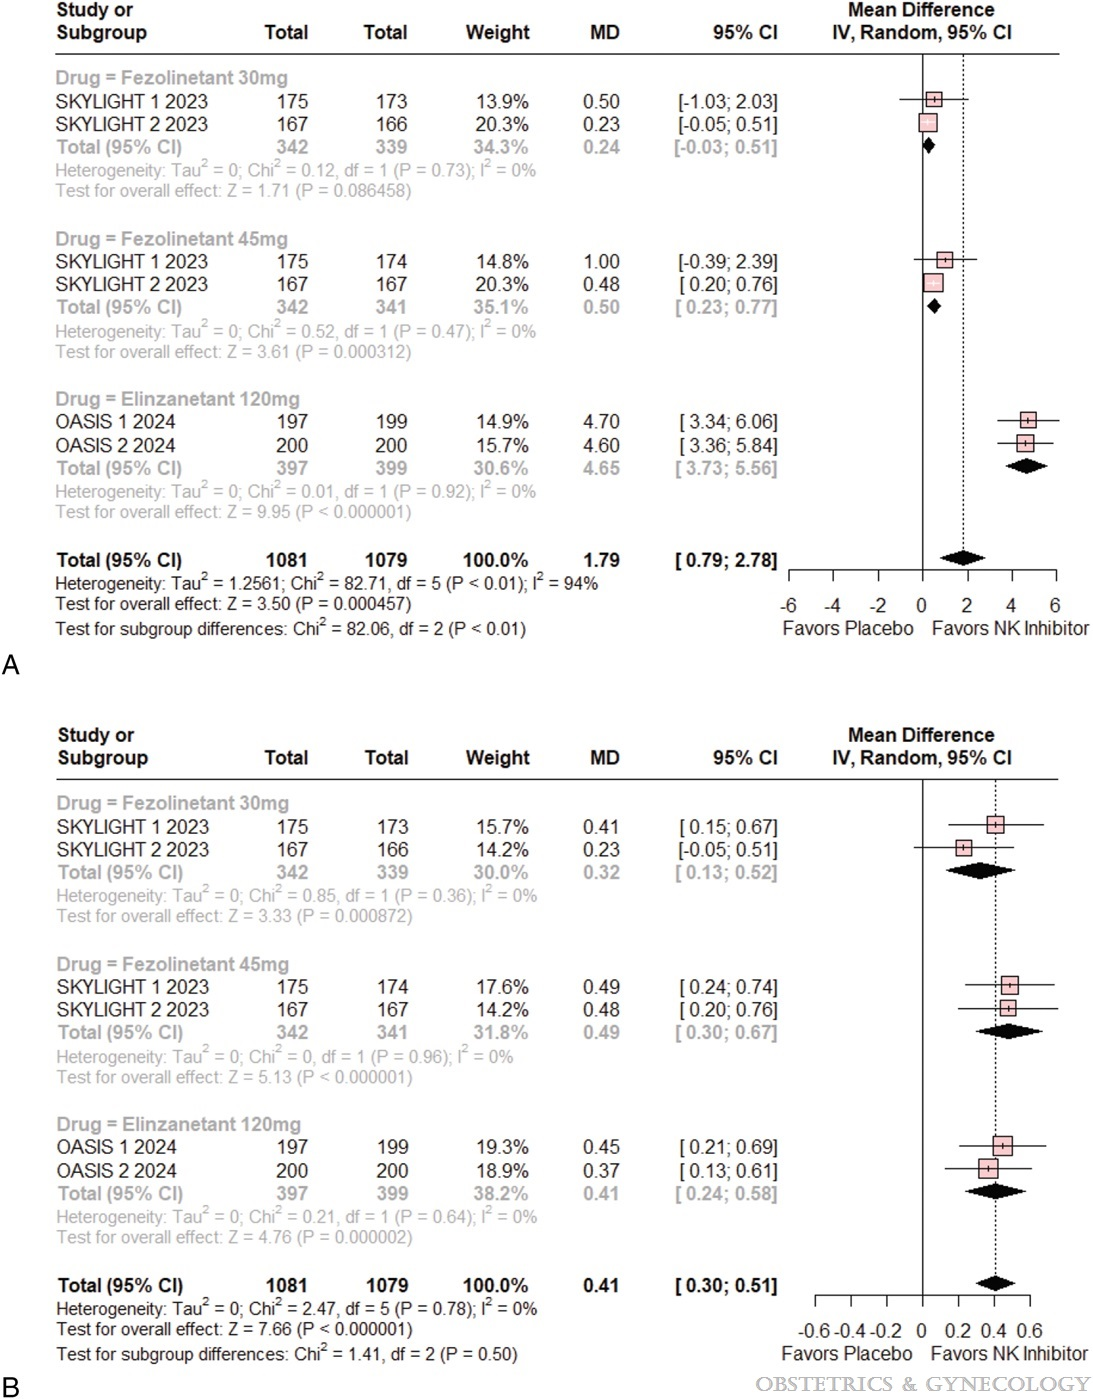 Study or Mean Difference
Subgroup Total Total Weight MD 95% CI IV, Random, 95% CI
Drug = Fezolinetant 30mg
SKYLIGHT 1 2023 175 173 13.9% 0.50 [-1.03; 2.03]
SKYLIGHT 2 2023 167 166 20.3% 0.23 [-0.05; 0.51]
Total (95% CI) 342 339 34.3% 0.24 [-0.03; 0.51]
Heterogeneity: Tau² = 0; Chi² = 0.12, df = 1 (P = 0.73); I² = 0%
Test for overall effect: Z = 1.71 (P = 0.086458)
Drug = Fezolinetant 45mg
SKYLIGHT 1 2023 175 174 14.8% 1.00 [-0.39; 2.39]
SKYLIGHT 2 2023 167 167 20.3% 0.48 [ 0.20; 0.76]
Total (95% CI) 342 341 35.1% 0.50 [ 0.23; 0.77]
Heterogeneity: Tau² = 0; Chi² = 0.52, df = 1 (P = 0.47); I² = 0%
Test for overall effect: Z = 3.61 (P = 0.000312)
Drug = Elinzanetant 120mg
OASIS 1 2024 197 199 14.9% 4.70 [ 3.34; 6.06]
OASIS 2 2024 200 200 15.7% 4.60 [ 3.36; 5.84]
Total (95% CI) 397 399 30.6% 4.65 [ 3.73; 5.56]
Heterogeneity: Tau² = 0; Chi² = 0.01, df = 1 (P = 0.92); I² = 0%
Test for overall effect: Z = 9.95 (P < 0.000001)
Total (95% CI) 1081 1079 100.0% 1.79 [ 0.79; 2.78]
Heterogeneity: Tau² = 1.2561; Chi² = 82.71, df = 5 (P < 0.01); I² = 94%
Test for overall effect: Z = 3.50 (P = 0.000457) -6 -4 -2 0 2 4 6
Test for subgroup differences: Chi² = 82.06, df = 2 (P < 0.01) Favors Placebo Favors NK Inhibitor
A
Study or Mean Difference
Subgroup Total Total Weight MD 95% CI IV, Random, 95% CI
Drug = Fezolinetant 30mg
SKYLIGHT 1 2023 175 173 15.7% 0.41 [ 0.15; 0.67]
SKYLIGHT 2 2023 167 166 14.2% 0.23 [-0.05; 0.51]
Total (95% CI) 342 339 30.0% 0.32 [ 0.13; 0.52]
Heterogeneity: Tau² = 0; Chi² = 0.85, df = 1 (P = 0.36); I² = 0%
Test for overall effect: Z = 3.33 (P = 0.000872)
Drug = Fezolinetant 45mg
SKYLIGHT 1 2023 175 174 17.6% 0.49 [ 0.24; 0.74]
SKYLIGHT 2 2023 167 167 14.2% 0.48 [ 0.20; 0.76]
Total (95% CI) 342 341 31.8% 0.49 [ 0.30; 0.67]
Heterogeneity: Tau² = 0; Chi² = 0, df = 1 (P = 0.96); I² = 0%
Test for overall effect: Z = 5.13 (P < 0.000001)
Drug = Elinzanetant 120mg
OASIS 1 2024 197 199 19.3% 0.45 [ 0.21; 0.69]
OASIS 2 2024 200 200 18.9% 0.37 [ 0.13; 0.61]
Total (95% CI) 397 399 38.2% 0.41 [ 0.24; 0.58]
Heterogeneity: Tau² = 0; Chi² = 0.21, df = 1 (P = 0.64); I² = 0%
Test for overall effect: Z = 4.76 (P = 0.000002)
Total (95% CI) 1081 1079 100.0% 0.41 [ 0.30; 0.51]
Heterogeneity: Tau² = 0; Chi² = 2.47, df = 5 (P = 0.78); I² = 0%
Test for overall effect: Z = 7.66 (P < 0.000001) -0.6 -0.4 -0.2 0 0.2 0.4 0.6
Test for subgroup differences: Chi² = 1.41, df = 2 (P = 0.50) Favors Placebo Favors NK Inhibitor
B
OBSTETRICS & GYNECOLOGY